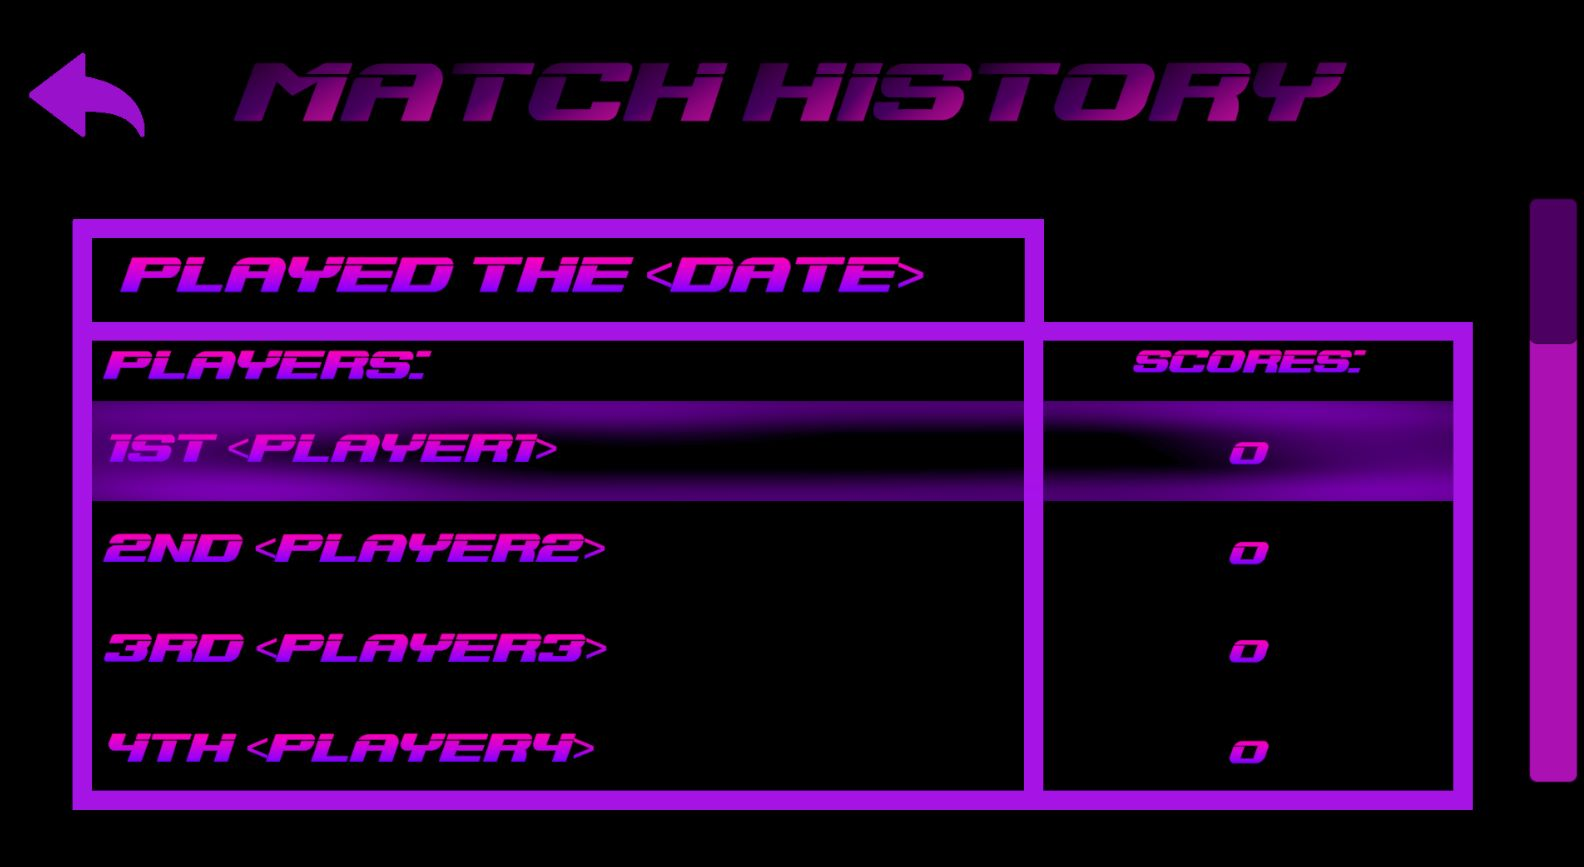 MATCH HiSTORY
PLAYED THE <DATE>
PLAYERS:
SCORES:
1ST <PLAYER1>
0
2ND <PLAYER2>
0
3RD <PLAYER3>
0
4TH <PLAYER4>
0